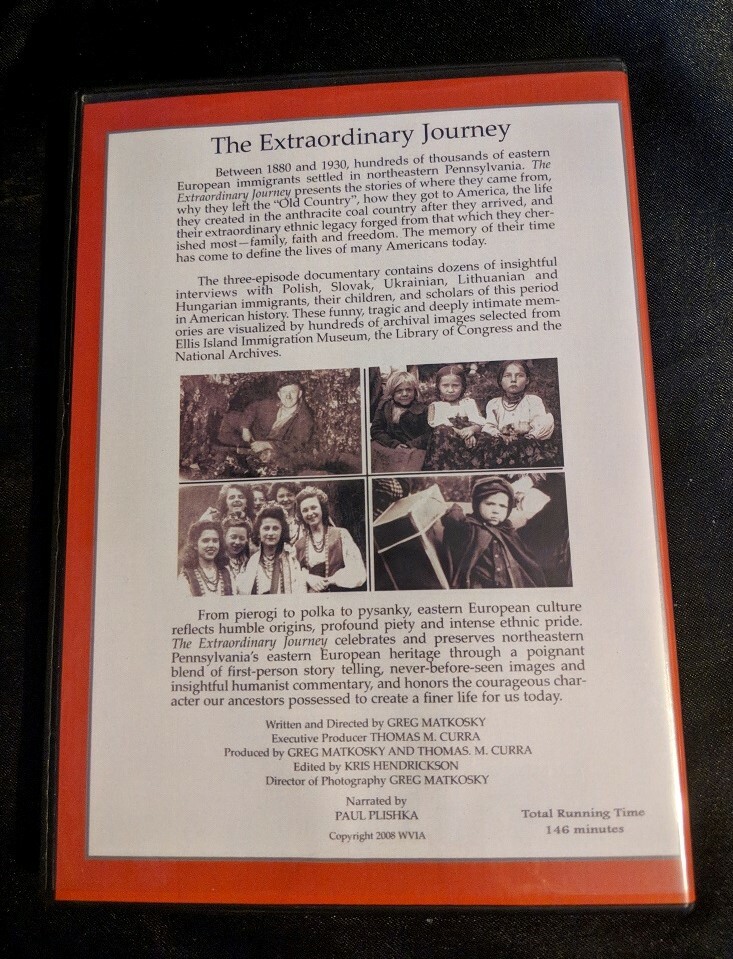 The Extraordinary Journey
Between 1880 and 1930, hundreds of thousands of eastern
European immigrants settled in northeastern Pennsylvania. The
Extraordinary Journey presents the stories of where they came from,
why they left the “Old Country”, how they got to America, the life
they created in the anthracite coal country after they arrived, and
their extraordinary ethnic legacy forged from that which they cher-
ished most—family, faith and freedom. The memory of their time
has come to define the lives of many Americans today.
The three-episode documentary contains dozens of insightful
interviews with Polish, Slovak, Ukrainian, Lithuanian and
Hungarian immigrants, their children, and scholars of this period
in American history. These funny, tragic and deeply intimate mem-
ories are visualized by hundreds of archival images selected from
Ellis Island Immigration Museum, the Library of Congress and the
National Archives.
From pierogi to polka to pysanky, eastern European culture
reflects humble origins, profound piety and intense ethnic pride.
The Extraordinary Journey celebrates and preserves northeastern
Pennsylvania's eastern European heritage through a poignant
blend of first-person story telling, never-before-seen images and
insightful humanist commentary, and honors the courageous char-
acter our ancestors possessed to create a finer life for us today.
Written and Directed by GREG MATKOSKY
Executive Producer THOMAS M. CURRA
Produced by GREG MATKOSKY AND THOMAS. M. CURRA
Edited by KRIS HENDRICKSON
Director of Photography GREG MATKOSKY
Narrated by
PAUL PLISHKA
Copyright 2008 WVIA
Total Running Time
146 minutes